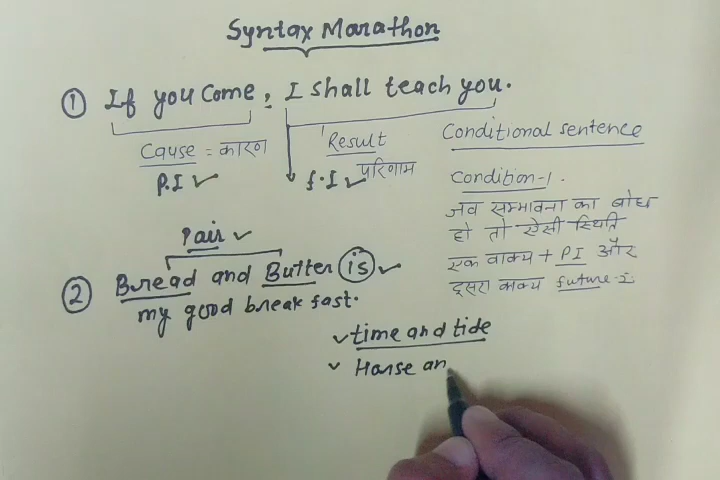 Syntax Marathon
① If you Come, I shall teach you.
Cause = कारण
P.I ✓
Result
परिणाम
f.I ✓
Conditional sentence
Condition-1.
जब सम्भावना का बोध
हो तो ऐसी स्थिति
एक वाक्य + PI और
दूसरा वाक्य future-I
Pair ✓
② Bread and Butter is ✓
my good break fast.
✓ time and tide
✓ Horse an